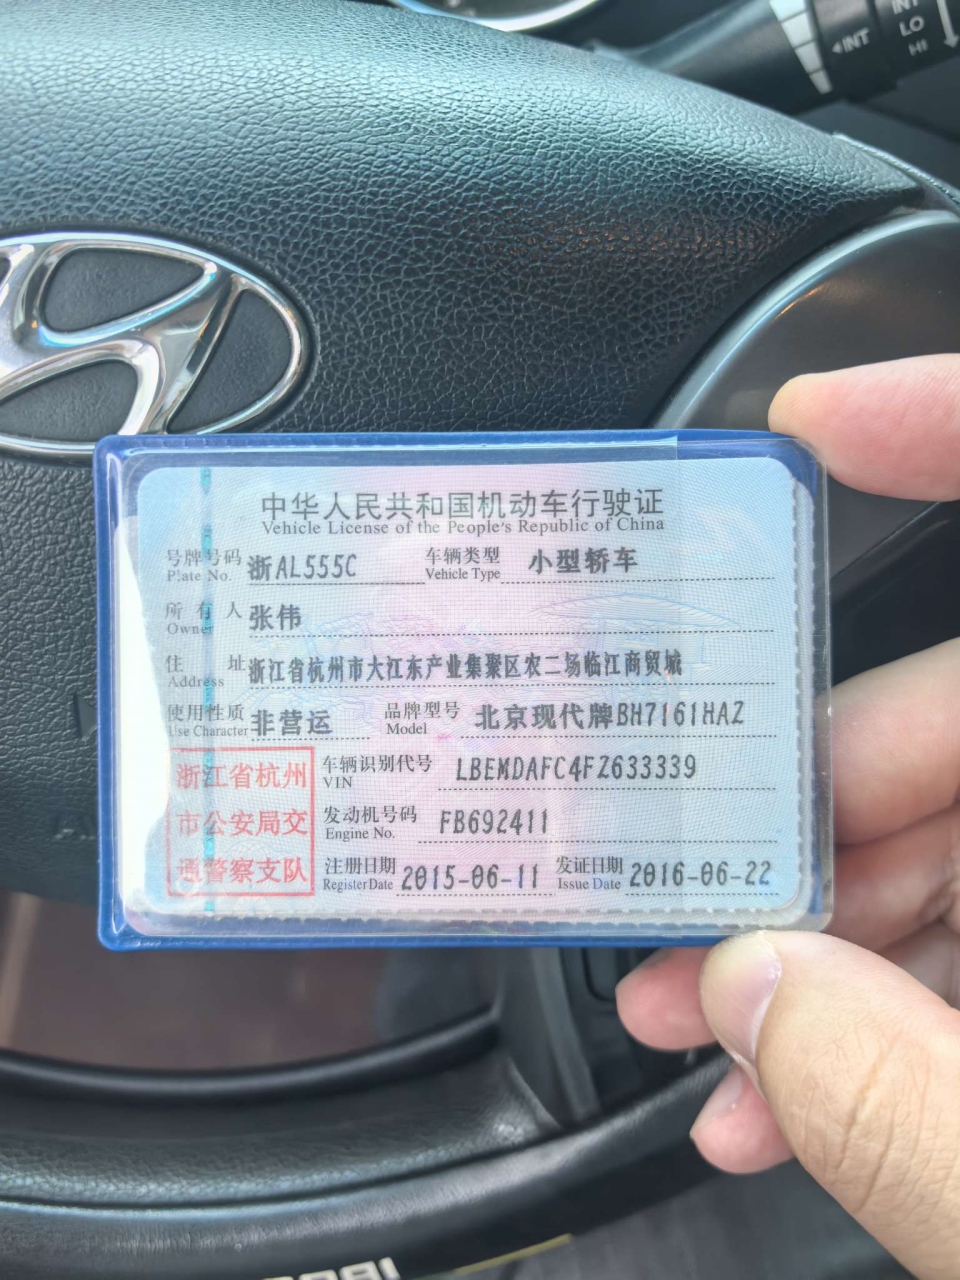 INT
INT
LO
HI
中华人民共和国机动车行驶证
Vehicle License of the People's Republic of China
号牌号码 浙AL555C 车辆类型 小型轿车
Plate No. Vehicle Type
所有人 张伟
Owner
住址 浙江省杭州市大江东产业集聚区农二场临江商贸城
Address
使用性质 非营运 品牌型号 北京现代牌BH7161HAZ
Use Character Model
浙江省杭州
市公安局交
通警察支队
车辆识别代号 LBEMDAFC4FZ633339
VIN
发动机号码 FB692411
Engine No.
注册日期 2015-06-11 发证日期 2016-06-22
Register Date Issue Date